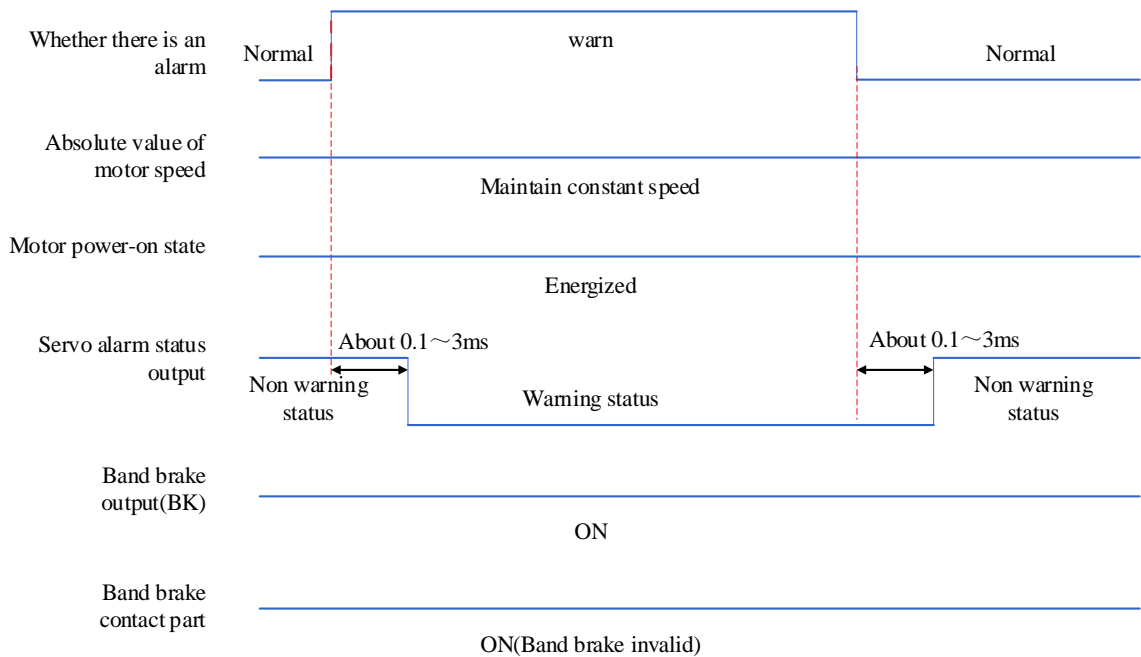 Whether there is an
alarm
Normal
warn
Normal
Absolute value of
motor speed
Maintain constant speed
Motor power-on state
Energized
Servo alarm status
output
About 0.1～3ms
About 0.1～3ms
Non warning
status
Warning status
Non warning
status
Band brake
output(BK)
ON
Band brake
contact part
ON(Band brake invalid)